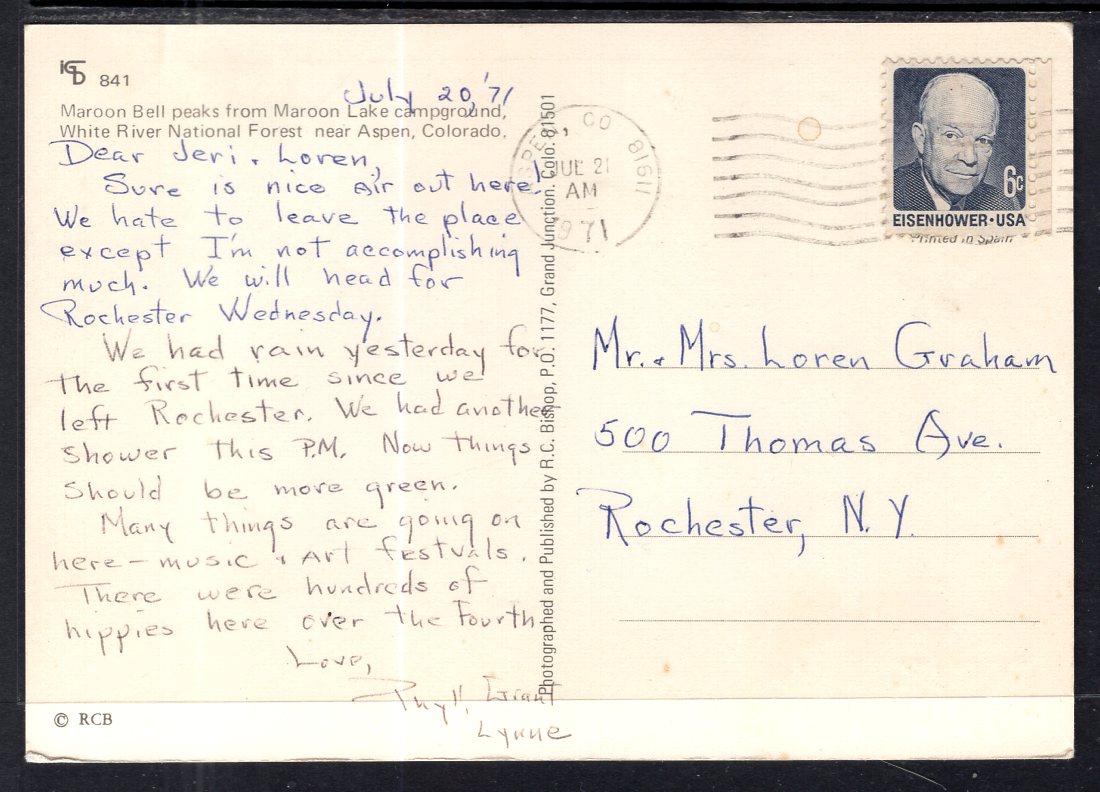 841
Maroon Bell peaks from Maroon Lake campground,
White River National Forest near Aspen, Colorado.
July 20, '71
Dear Jeri & Loren,
Sure is nice air out here!
We hate to leave the place
except I'm not accomplishing
much. We will head for
Rochester Wednesday.
We had rain yesterday for
the first time since we
left Rochester. We had another
shower this P.M. Now things
should be more green.
Many things are going on
here - music & Art festvals.
There were hundreds of
hippies here over the Fourth
Love,
Phyll, Grant
Lynne
© RCB
Photographed and Published by R.C. Bishop, P.O. 1177, Grand Junction, Colo. 81501
ASPEN, CO 81611
JUL 21
AM
1971
6c
EISENHOWER·USA
Printed in Spain
Mr. & Mrs. Loren Graham
500 Thomas Ave.
Rochester, N.Y.